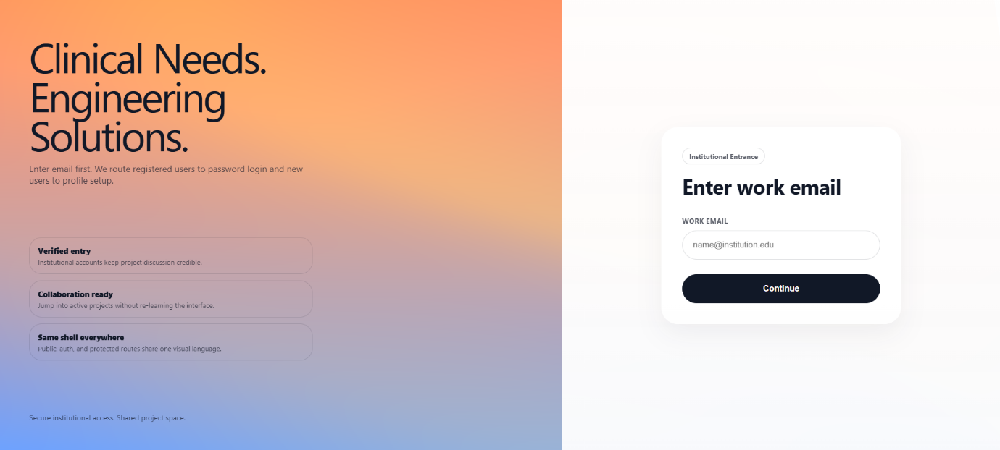 Clinical Needs.
Engineering
Solutions.
Enter email first. We route registered users to password login and new
users to profile setup.
Verified entry
Institutional accounts keep project discussion credible.
Collaboration ready
Jump into active projects without re-learning the interface.
Same shell everywhere
Public, auth, and protected routes share one visual language.
Secure institutional access. Shared project space.
Institutional Entrance
Enter work email
WORK EMAIL
name@institution.edu
Continue